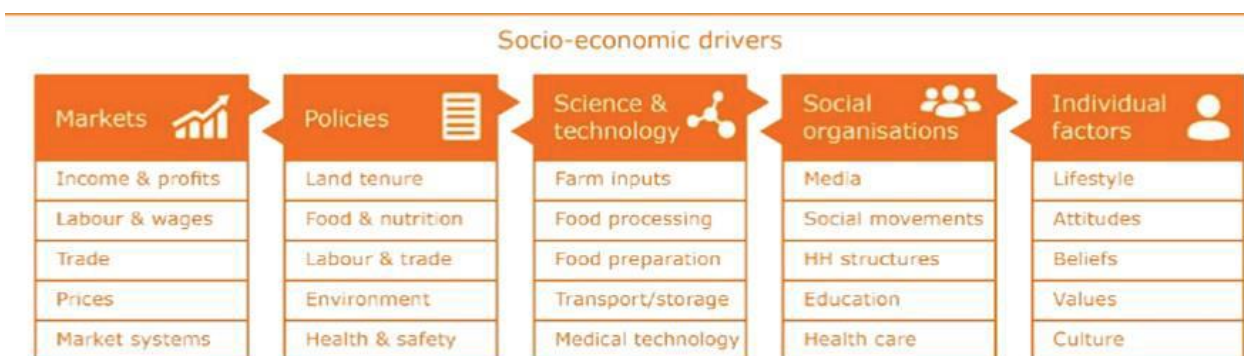 Socio-economic drivers
Markets
Income & profits
Labour & wages
Trade
Prices
Market systems
Policies
Land tenure
Food & nutrition
Labour & trade
Environment
Health & safety
Science &
technology
Farm inputs
Food processing
Food preparation
Transport/storage
Medical technology
Social
organisations
Media
Social movements
HH structures
Education
Health care
Individual
factors
Lifestyle
Attitudes
Beliefs
Values
Culture